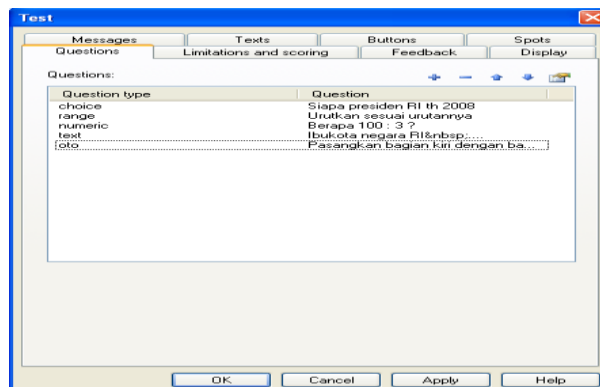 Test
Messages Texts Buttons Spots
Questions Limitations and scoring Feedback Display
Questions:
Question type Question
choice Siapa presiden RI th 2008
range Urutkan sesuai urutannya
numeric Berapa 100 : 3 ?
text Ibukota negara RI&nbsp;....
oto Pasangkan bagian kiri dengan ba...
OK Cancel Apply Help